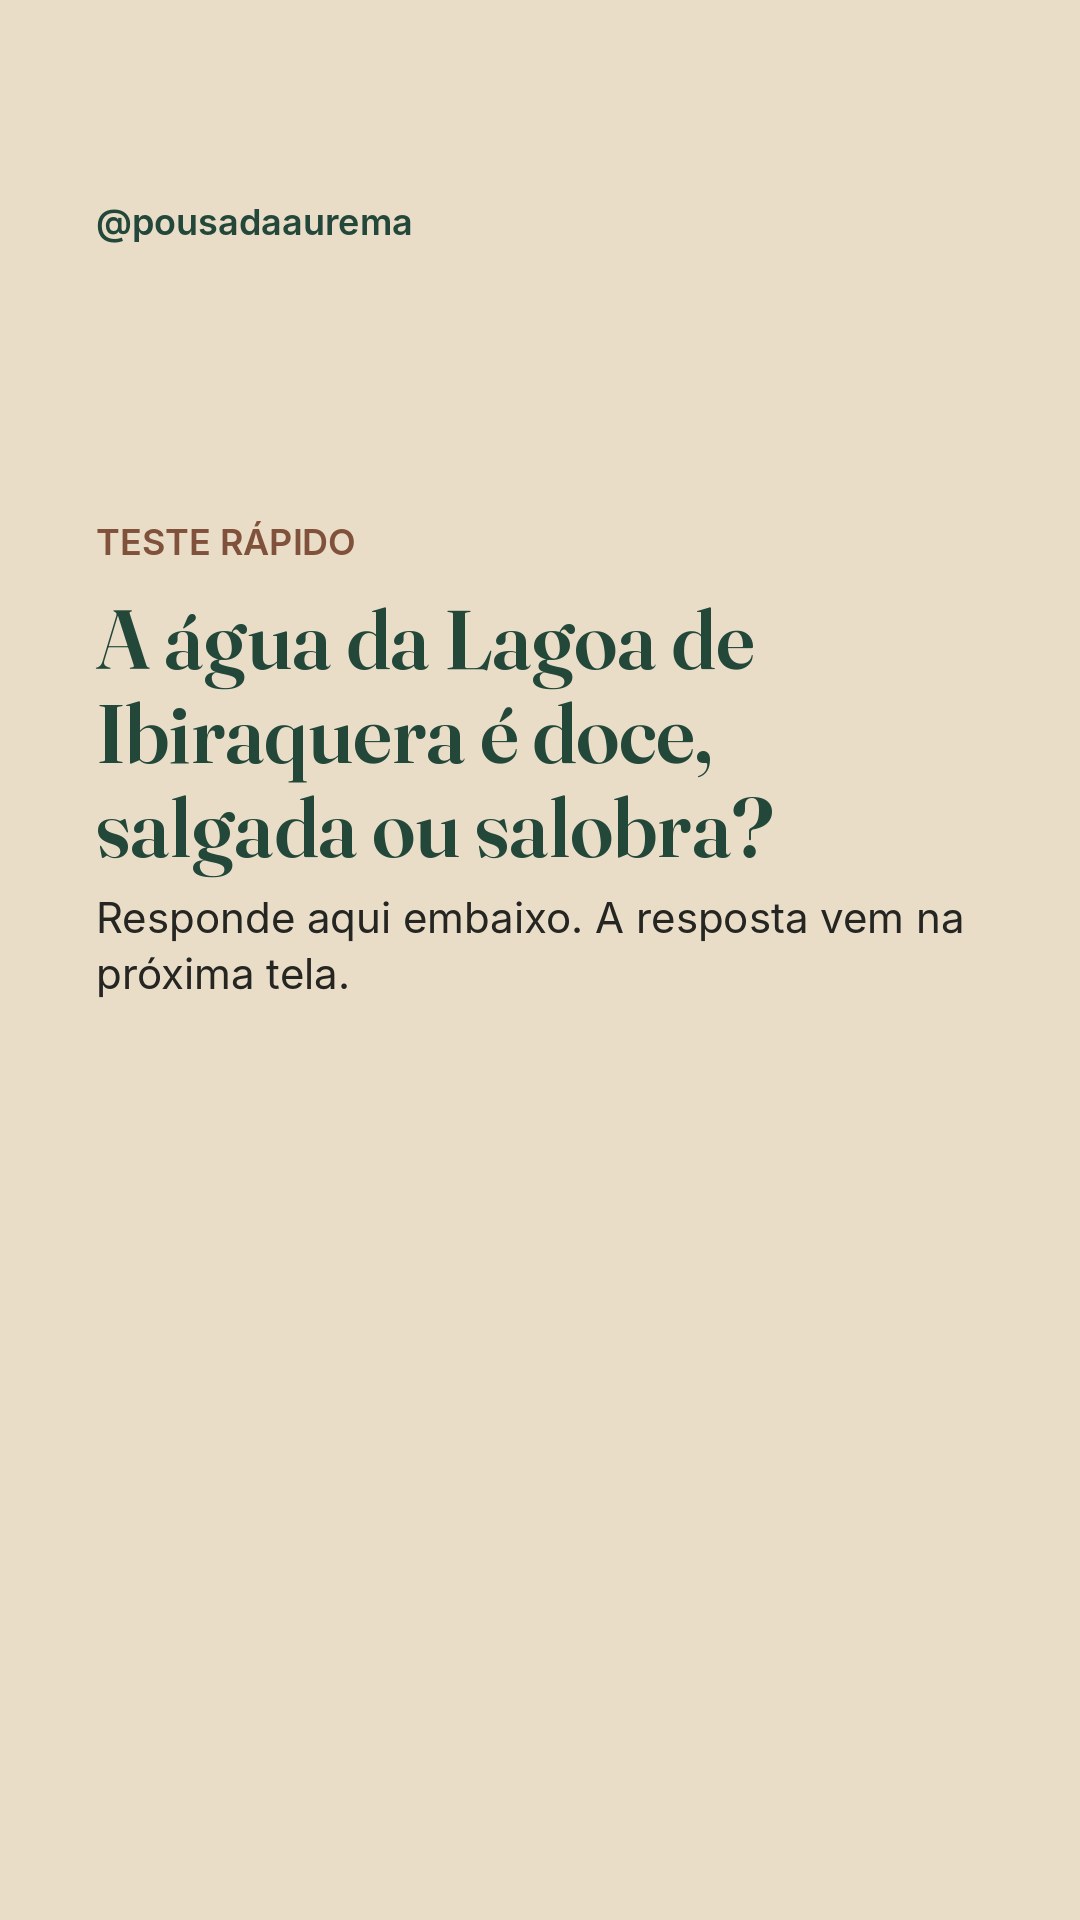 @pousadaaurema
TESTE RÁPIDO
A água da Lagoa de
Ibiraquera é doce,
salgada ou salobra?
Responde aqui embaixo. A resposta vem na
próxima tela.